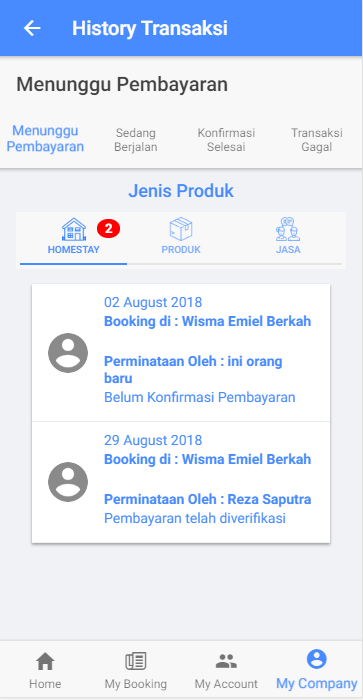 History Transaksi
Menunggu Pembayaran
Menunggu
Pembayaran
Sedang
Berjalan
Konfirmasi
Selesai
Transaksi
Gagal
Jenis Produk
2
HOMESTAY
PRODUK
JASA
02 August 2018
Booking di : Wisma Emiel Berkah
Perminataan Oleh : ini orang
baru
Belum Konfirmasi Pembayaran
29 August 2018
Booking di : Wisma Emiel Berkah
Perminataan Oleh : Reza Saputra
Pembayaran telah diverifikasi
Home
My Booking
My Account
My Company